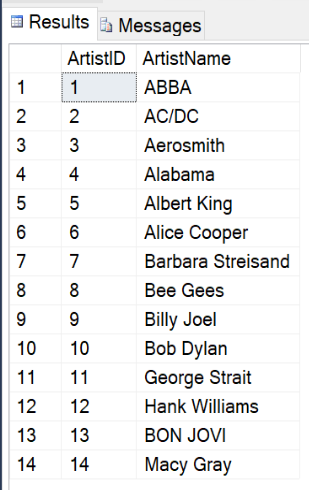 Results Messages
ArtistID ArtistName
1 1 ABBA
2 2 AC/DC
3 3 Aerosmith
4 4 Alabama
5 5 Albert King
6 6 Alice Cooper
7 7 Barbara Streisand
8 8 Bee Gees
9 9 Billy Joel
10 10 Bob Dylan
11 11 George Strait
12 12 Hank Williams
13 13 BON JOVI
14 14 Macy Gray